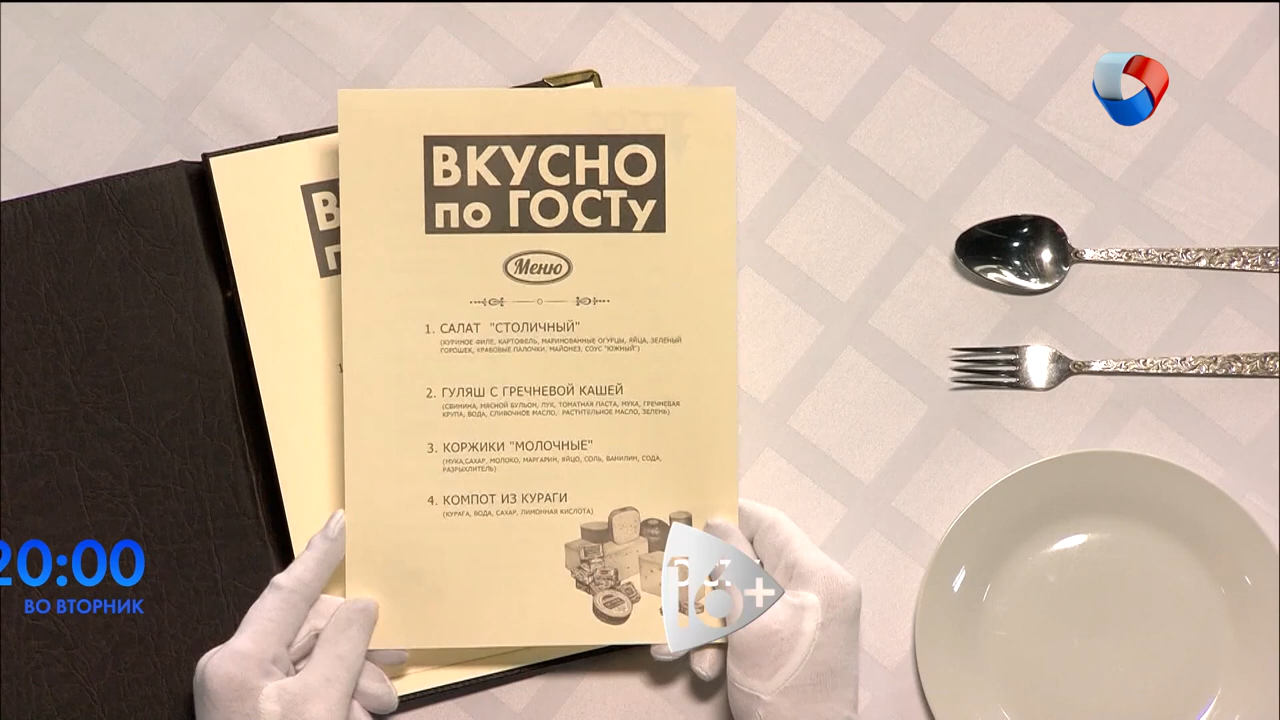 ВКУСНО
по ГОСТу
Меню
1. САЛАТ "СТОЛИЧНЫЙ"
(КУРИНОЕ ФИЛЕ, КАРТОФЕЛЬ, МАРИНОВАННЫЕ ОГУРЦЫ, ЯЙЦА, ЗЕЛЕНЫЙ
ГОРОШЕК, КРАБОВЫЕ ПАЛОЧКИ, МАЙОНЕЗ, СОУС "ЮЖНЫЙ")
2. ГУЛЯШ С ГРЕЧНЕВОЙ КАШЕЙ
(СВИНИНА, МЯСНОЙ БУЛЬОН, ЛУК, ТОМАТНАЯ ПАСТА, МУКА, ГРЕЧНЕВАЯ
КРУПА, ВОДА, СЛИВОЧНОЕ МАСЛО, РАСТИТЕЛЬНОЕ МАСЛО, ЗЕЛЕНЬ)
3. КОРЖИКИ "МОЛОЧНЫЕ"
(МУКА,САХАР, МОЛОКО, МАРГАРИН, ЯЙЦО, СОЛЬ, ВАНИЛИН, СОДА,
РАЗРЫХЛИТЕЛЬ)
4. КОМПОТ ИЗ КУРАГИ
(КУРАГА, ВОДА, САХАР, ЛИМОННАЯ КИСЛОТА)
20:00
ВО ВТОРНИК
16+